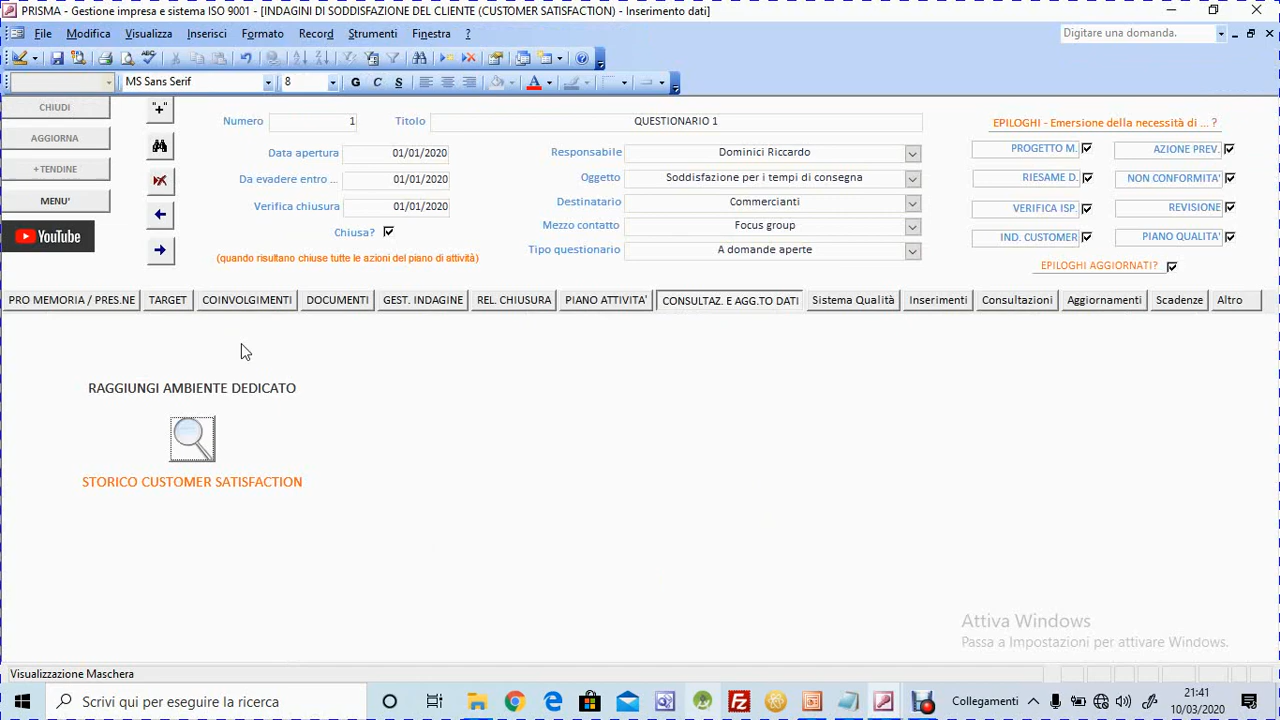 PRISMA - Gestione impresa e sistema ISO 9001 - [INDAGINI DI SODDISFAZIONE DEL CLIENTE (CUSTOMER SATISFACTION) - Inserimento dati]
File Modifica Visualizza Inserisci Formato Record Strumenti Finestra ? Digitare una domanda.
MS Sans Serif 8 G C S A
CHIUDI
AGGIORNA
+ TENDINE
MENU'
YouTube
"+"
Numero 1 Titolo QUESTIONARIO 1
Data apertura 01/01/2020
Da evadere entro ... 01/01/2020
Verifica chiusura 01/01/2020
Chiusa?
(quando risultano chiuse tutte le azioni del piano di attività)
Responsabile Dominici Riccardo
Oggetto Soddisfazione per i tempi di consegna
Destinatario Commercianti
Mezzo contatto Focus group
Tipo questionario A domande aperte
EPILOGHI - Emersione della necessità di ... ?
PROGETTO M. AZIONE PREV.
RIESAME D. NON CONFORMITA'
VERIFICA ISP. REVISIONE
IND. CUSTOMER PIANO QUALITA'
EPILOGHI AGGIORNATI?
PRO MEMORIA / PRES.NE TARGET COINVOLGIMENTI DOCUMENTI GEST. INDAGINE REL. CHIUSURA PIANO ATTIVITA' CONSULTAZ. E AGG.TO DATI Sistema Qualità Inserimenti Consultazioni Aggiornamenti Scadenze Altro
RAGGIUNGI AMBIENTE DEDICATO
STORICO CUSTOMER SATISFACTION
Attiva Windows
Passa a Impostazioni per attivare Windows.
Visualizzazione Maschera
Scrivi qui per eseguire la ricerca
Collegamenti
21:41
10/03/2020